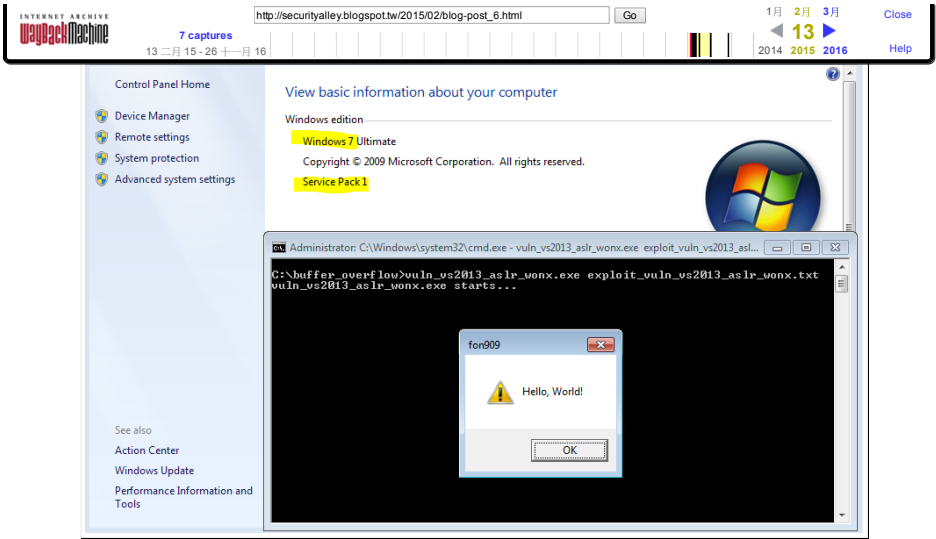 INTERNET ARCHIVE
WayBackMachine
http://securityalley.blogspot.tw/2015/02/blog-post_6.html
Go
7 captures
13 二月 15 - 26 十一月 16
1月 2月 3月
13
2014 2015 2016
Close
Help
Control Panel Home
Device Manager
Remote settings
System protection
Advanced system settings
See also
Action Center
Windows Update
Performance Information and
Tools
View basic information about your computer
Windows edition
Windows 7 Ultimate
Copyright © 2009 Microsoft Corporation. All rights reserved.
Service Pack 1
Administrator: C:\Windows\system32\cmd.exe - vuln_vs2013_aslr_wonx.exe exploit_vuln_vs2013_asl...
C:\buffer_overflow>vuln_vs2013_aslr_wonx.exe exploit_vuln_vs2013_aslr_wonx.txt
vuln_vs2013_aslr_wonx.exe starts...
fon909
Hello, World!
OK